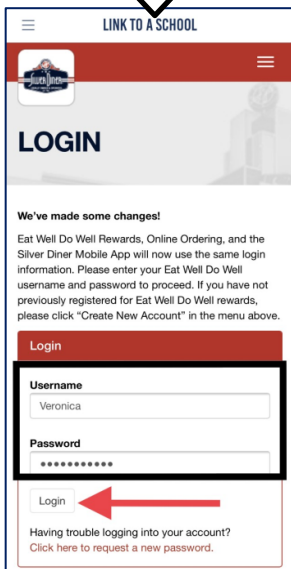 LINK TO A SCHOOL
SILVER DINER
LOGIN
We've made some changes!
Eat Well Do Well Rewards, Online Ordering, and the
Silver Diner Mobile App will now use the same login
information. Please enter your Eat Well Do Well
username and password to proceed. If you have not
previously registered for Eat Well Do Well rewards,
please click “Create New Account” in the menu above.
Login
Username
Veronica
Password
●●●●●●●●●●●
Login
Having trouble logging into your account?
Click here to request a new password.